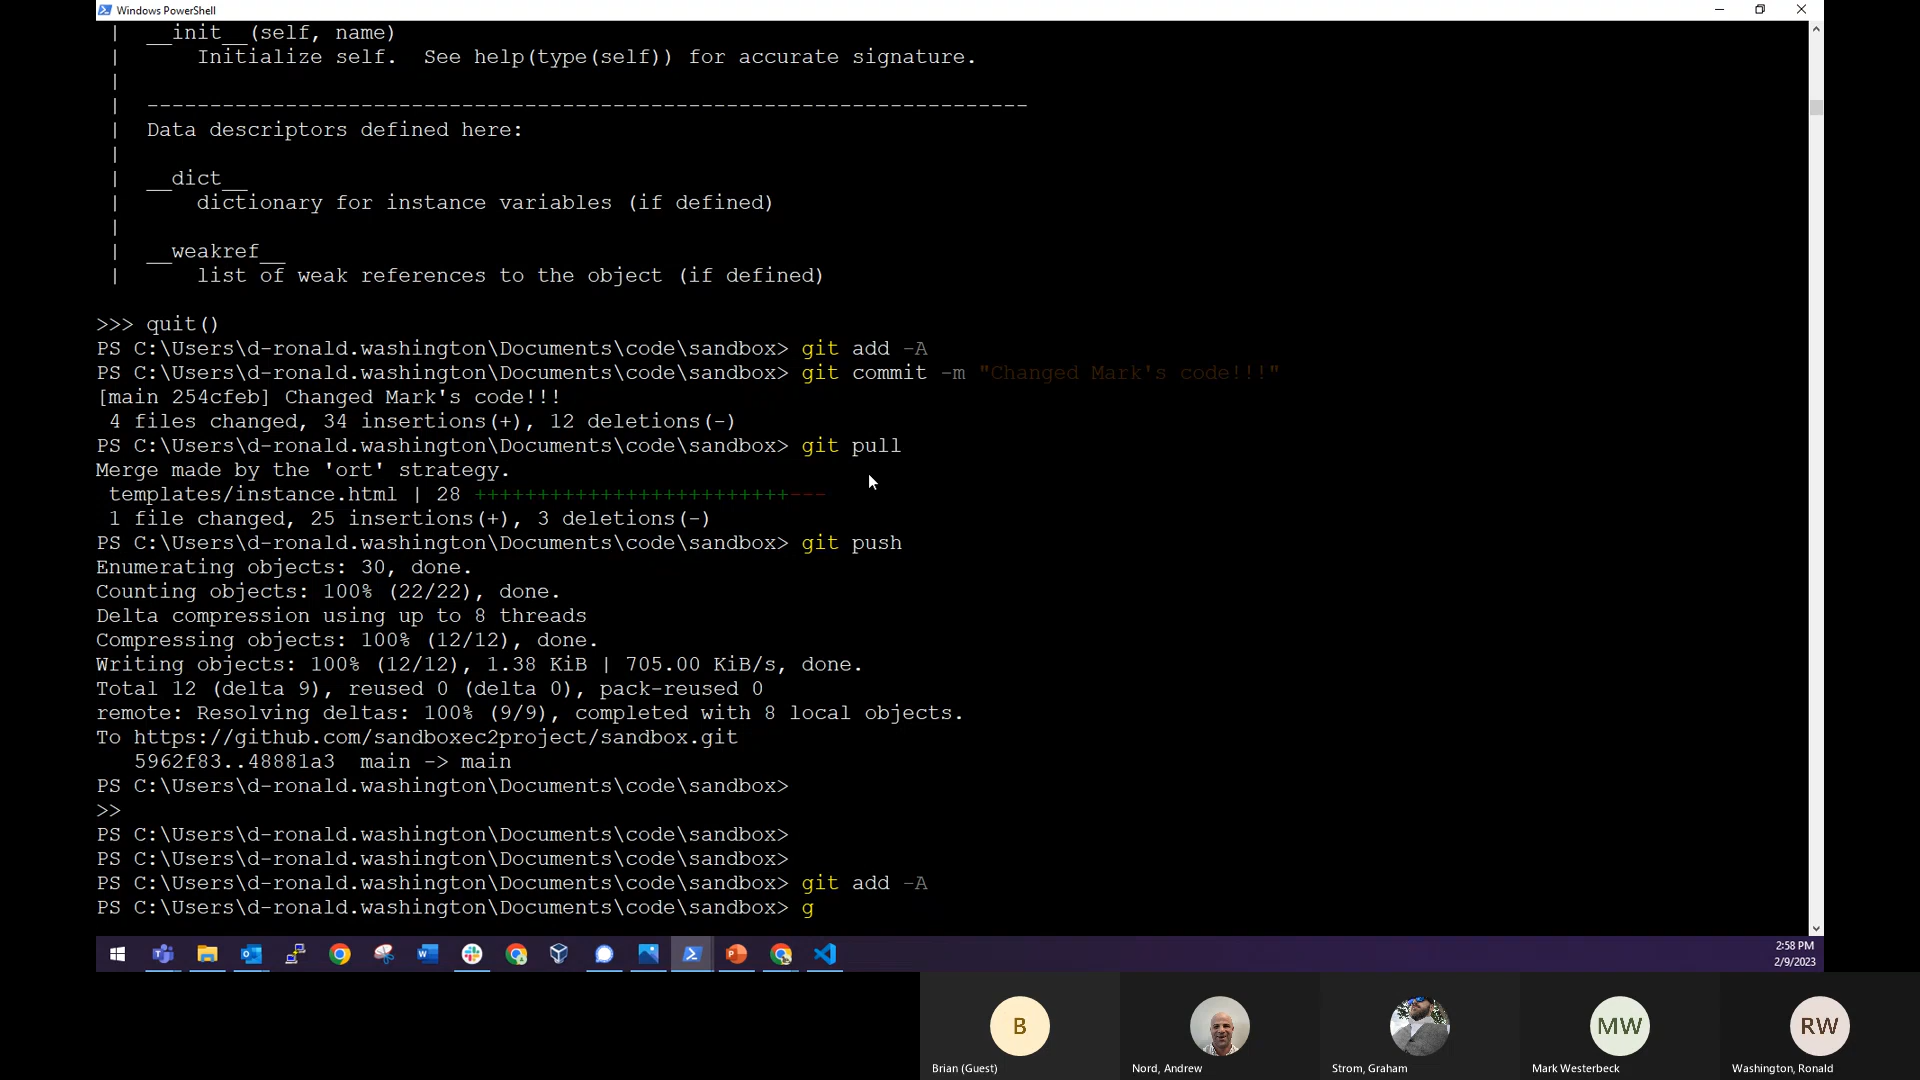 Windows PowerShell
| __init__(self, name)
| Initialize self. See help(type(self)) for accurate signature.
|
| ----------------------------------------------------------------------
| Data descriptors defined here:
|
| __dict__
| dictionary for instance variables (if defined)
|
| __weakref__
| list of weak references to the object (if defined)
>>> quit()
PS C:\Users\d-ronald.washington\Documents\code\sandbox> git add -A
PS C:\Users\d-ronald.washington\Documents\code\sandbox> git commit -m "Changed Mark's code!!!"
[main 254cfeb] Changed Mark's code!!!
4 files changed, 34 insertions(+), 12 deletions(-)
PS C:\Users\d-ronald.washington\Documents\code\sandbox> git pull
Merge made by the 'ort' strategy.
templates/instance.html | 28 +++++++++++++++++++++++++---
1 file changed, 25 insertions(+), 3 deletions(-)
PS C:\Users\d-ronald.washington\Documents\code\sandbox> git push
Enumerating objects: 30, done.
Counting objects: 100% (22/22), done.
Delta compression using up to 8 threads
Compressing objects: 100% (12/12), done.
Writing objects: 100% (12/12), 1.38 KiB | 705.00 KiB/s, done.
Total 12 (delta 9), reused 0 (delta 0), pack-reused 0
remote: Resolving deltas: 100% (9/9), completed with 8 local objects.
To https://github.com/sandboxec2project/sandbox.git
5962f83..48881a3 main -> main
PS C:\Users\d-ronald.washington\Documents\code\sandbox>
>>
PS C:\Users\d-ronald.washington\Documents\code\sandbox>
PS C:\Users\d-ronald.washington\Documents\code\sandbox>
PS C:\Users\d-ronald.washington\Documents\code\sandbox> git add -A
PS C:\Users\d-ronald.washington\Documents\code\sandbox> g
2:58 PM
2/9/2023
B
MW
RW
Brian (Guest)
Nord, Andrew
Strom, Graham
Mark Westerbeck
Washington, Ronald